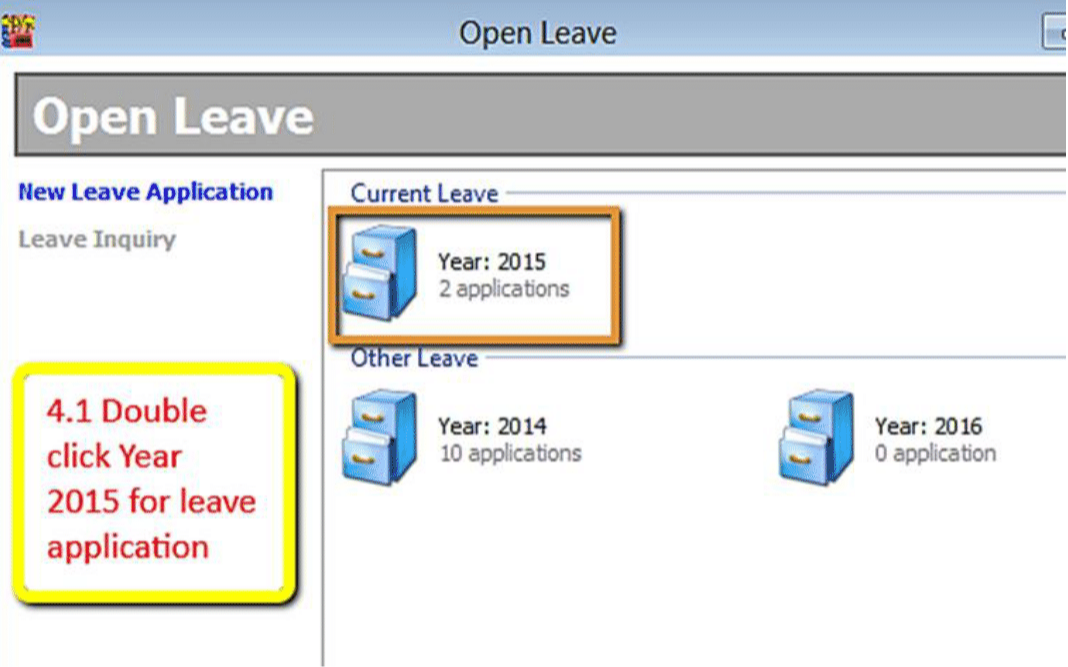 Open Leave
Open Leave
New Leave Application
Leave Inquiry
Current Leave
Year: 2015
2 applications
Other Leave
Year: 2014
10 applications
Year: 2016
0 application
4.1 Double
click Year
2015 for leave
application